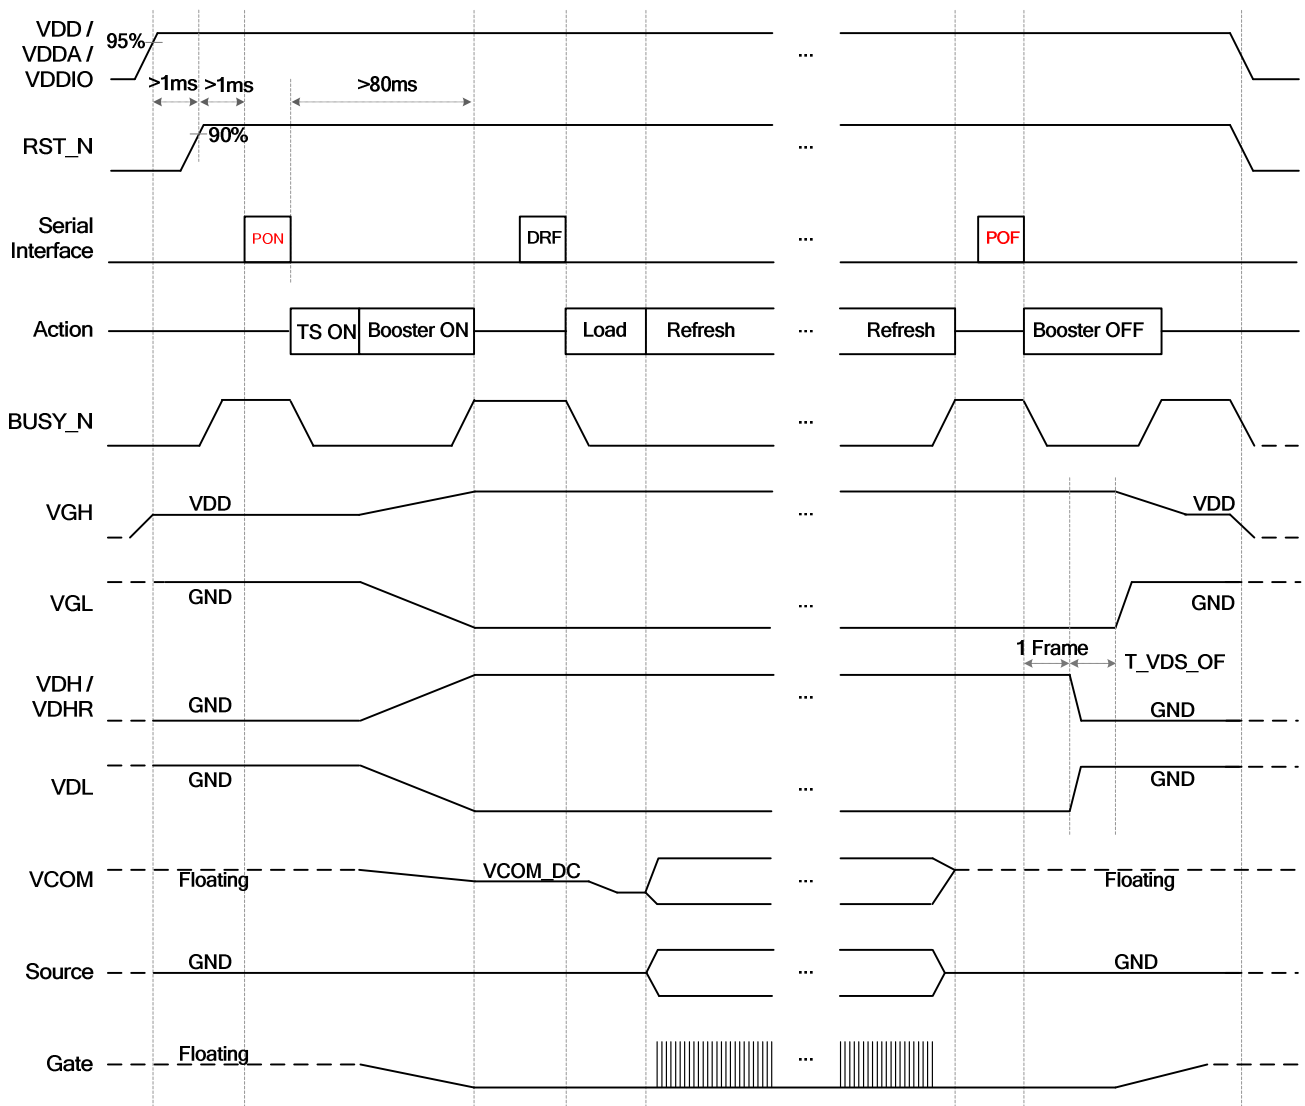 VDD /
VDDA /
VDDIO
95%
>1ms >1ms >80ms
...
RST_N
90%
...
Serial
Interface
PON
DRF
...
POF
Action
TS ON
Booster ON
Load
Refresh
...
Refresh
Booster OFF
BUSY_N
...
VGH
VDD
...
VDD
VGL
GND
...
GND
1 Frame
T_VDS_OF
VDH /
VDHR
GND
...
GND
VDL
GND
...
GND
VCOM
Floating
VCOM_DC
...
Floating
Source
GND
...
GND
Gate
Floating
...